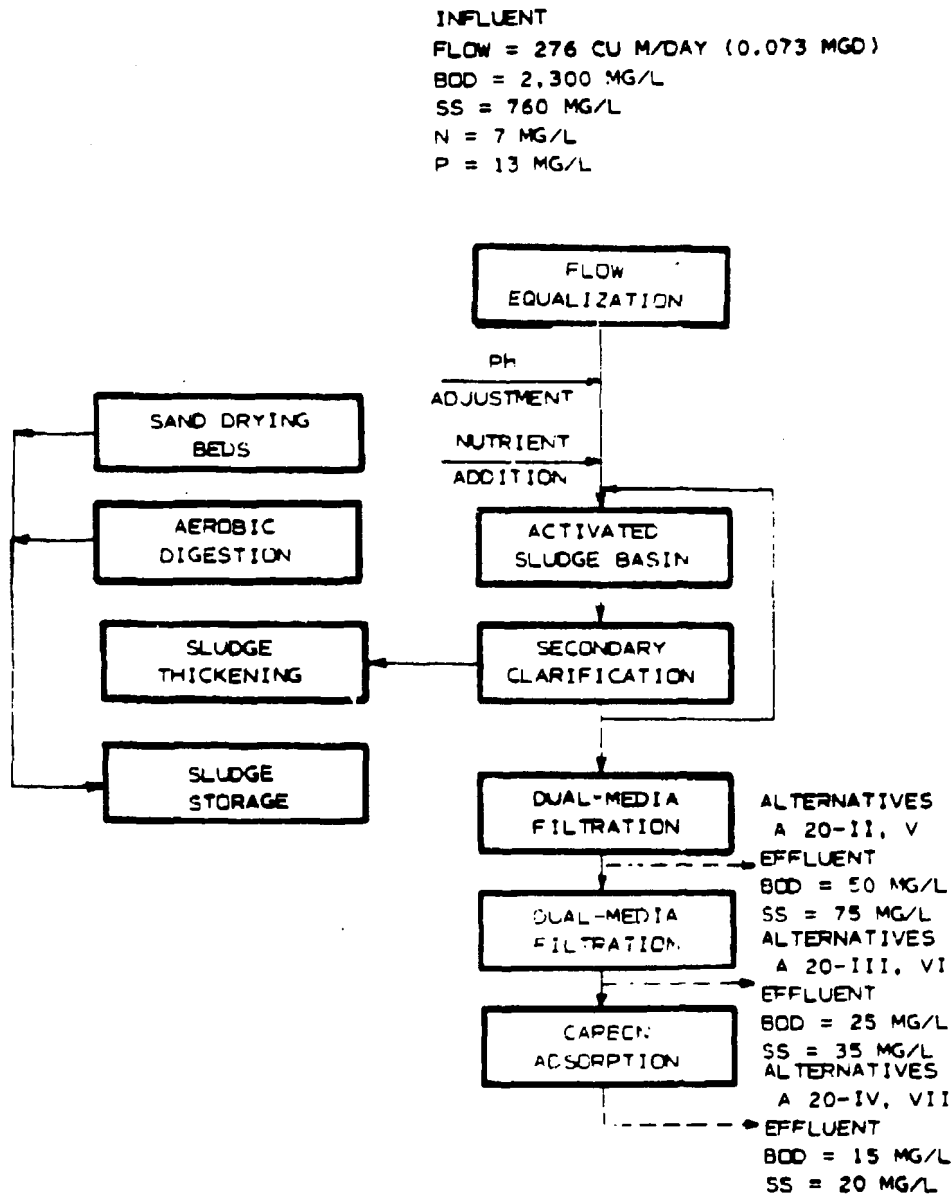 INFLUENT
FLOW = 276 CU M/DAY (0.073 MGD)
BOD = 2,300 MG/L
SS = 760 MG/L
N = 7 MG/L
P = 13 MG/L
FLOW
EQUALIZATION
Ph
ADJUSTMENT
NUTRIENT
ADDITION
SAND DRYING
BEDS
AEROBIC
DIGESTION
ACTIVATED
SLUDGE BASIN
SLUDGE
THICKENING
SECONDARY
CLARIFICATION
SLUDGE
STORAGE
DUAL-MEDIA
FILTRATION
ALTERNATIVES
A 20-II, V
EFFLUENT
BOD = 50 MG/L
SS = 75 MG/L
DUAL-MEDIA
FILTRATION
ALTERNATIVES
A 20-III, VI
EFFLUENT
BOD = 25 MG/L
SS = 35 MG/L
CARBON
ADSORPTION
ALTERNATIVES
A 20-IV, VII
EFFLUENT
BOD = 15 MG/L
SS = 20 MG/L